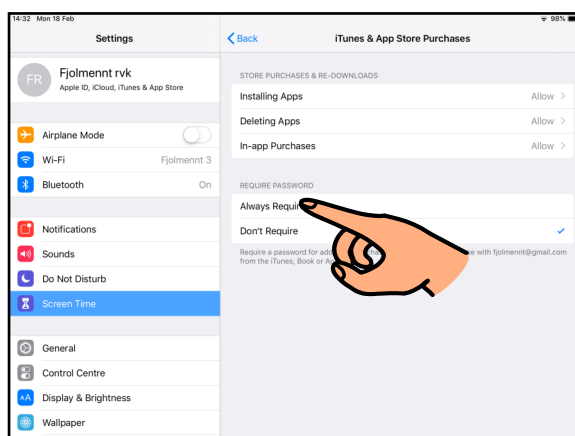 14:32 Mon 18 Feb
98%
Settings
Back
iTunes & App Store Purchases
FR
Fjolmennt rvk
Apple ID, iCloud, iTunes & App Store
STORE PURCHASES & RE-DOWNLOADS
Installing Apps Allow
Deleting Apps Allow
In-app Purchases Allow
Airplane Mode
Wi-Fi Fjolmennt 3
Bluetooth On
REQUIRE PASSWORD
Always
Don't Require
Require a password for with fjolmennt@gmail.com
from the iTunes, Book or
Notifications
Sounds
Do Not Disturb
Screen Time
General
Control Centre
AA
Display & Brightness
Wallpaper